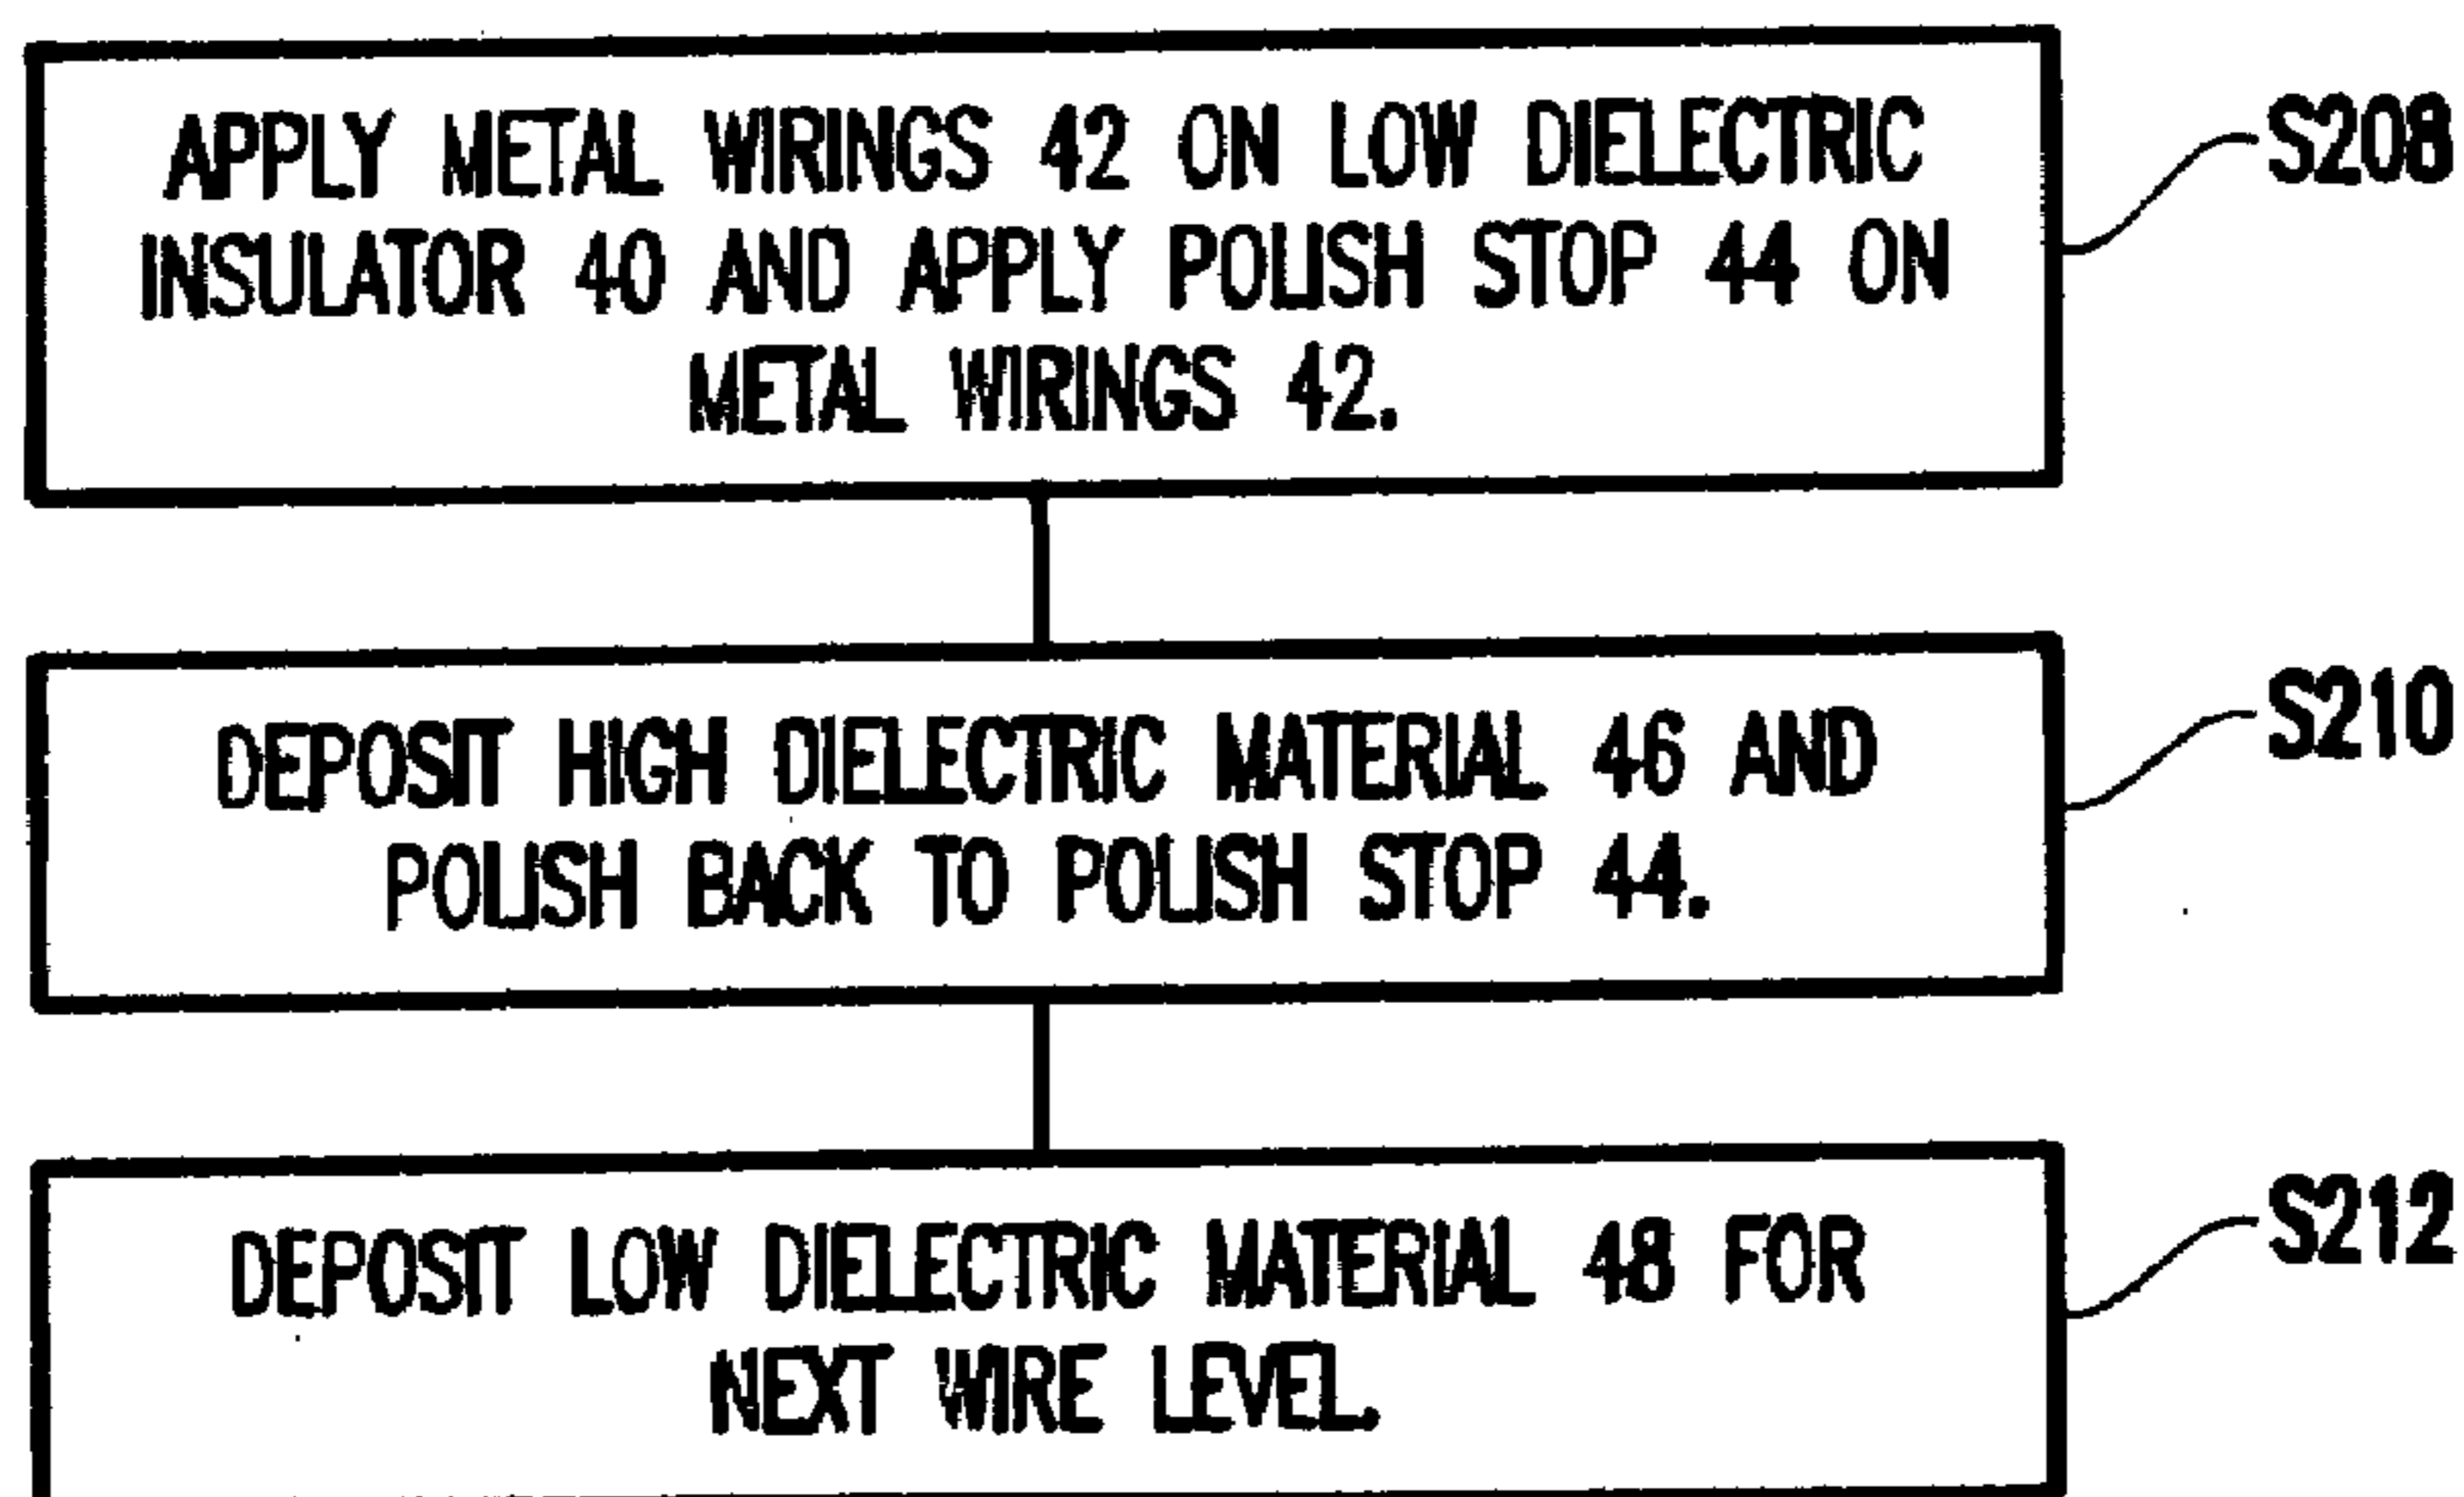 APPLY METAL WIRINGS 42 ON LOW DIELECTRIC
INSULATOR 40 AND APPLY POLISH STOP 44 ON
METAL WIRINGS 42.
S208
DEPOSIT HIGH DIELECTRIC MATERIAL 46 AND
POLISH BACK TO POLISH STOP 44.
S210
DEPOSIT LOW DIELECTRIC MATERIAL 48 FOR
NEXT WIRE LEVEL.
S212